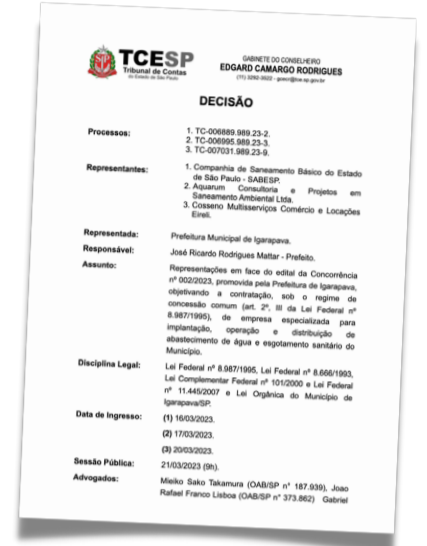 TCESP
Tribunal de Contas
do Estado de São Paulo
GABINETE DO CONSELHEIRO
EDGARD CAMARGO RODRIGUES
(11) 3292-3522 - gcecr@tce.sp.gov.br
DECISÃO
Processos:
1. TC-006889.989.23-2.
2. TC-006995.989.23-3.
3. TC-007031.989.23-9.
Representantes:
1. Companhia de Saneamento Básico do Estado
de São Paulo - SABESP.
2. Aquarum Consultoria e Projetos em
Saneamento Ambiental Ltda.
3. Cosseno Multisserviços Comércio e Locações
Eireli.
Representada:
Prefeitura Municipal de Igarapava.
Responsável:
José Ricardo Rodrigues Mattar - Prefeito.
Assunto:
Representações em face do edital da Concorrência
nº 002/2023, promovida pela Prefeitura de Igarapava,
objetivando a contratação, sob o regime de
concessão comum (art. 2º, III da Lei Federal nº
8.987/1995), de empresa especializada para
implantação, operação e distribuição de
abastecimento de água e esgotamento sanitário do
Município.
Disciplina Legal:
Lei Federal nº 8.987/1995, Lei Federal nº 8.666/1993,
Lei Complementar Federal nº 101/2000 e Lei Federal
nº 11.445/2007 e Lei Orgânica do Município de
Igarapava/SP.
Data de Ingresso:
(1) 16/03/2023.
(2) 17/03/2023.
(3) 20/03/2023.
Sessão Pública:
21/03/2023 (9h).
Advogados:
Mieiko Sako Takamura (OAB/SP n° 187.939), Joao
Rafael Franco Lisboa (OAB/SP n° 373.862) Gabriel